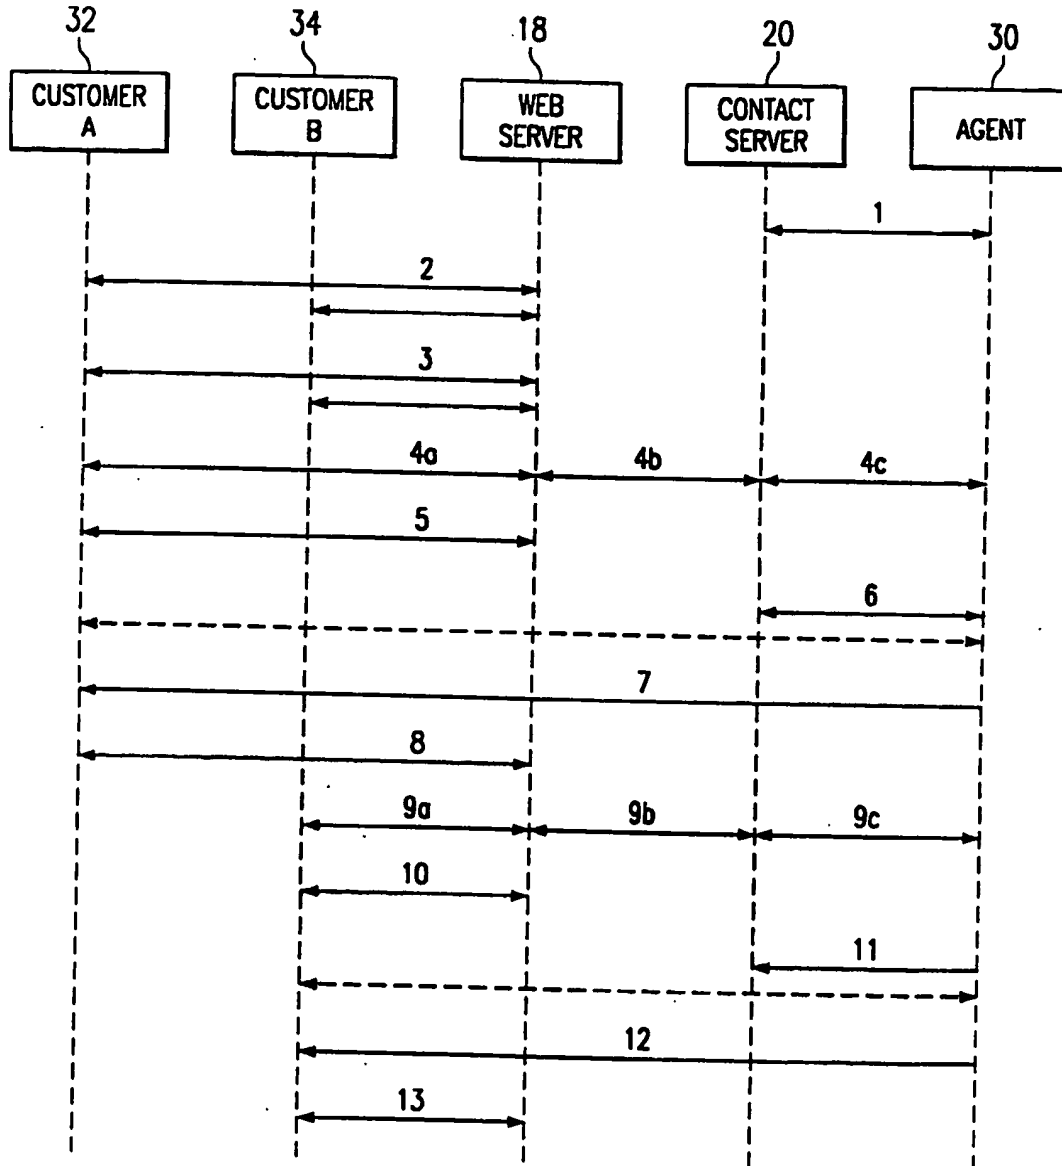 32
34
18
20
30
CUSTOMER
A
CUSTOMER
B
WEB
SERVER
CONTACT
SERVER
AGENT
1
2
3
4a
4b
4c
5
6
7
8
9a
9b
9c
10
11
12
13